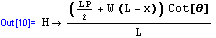 Out[10]= H → ((LP/2 + W (L - x)) Cot[θ])/L